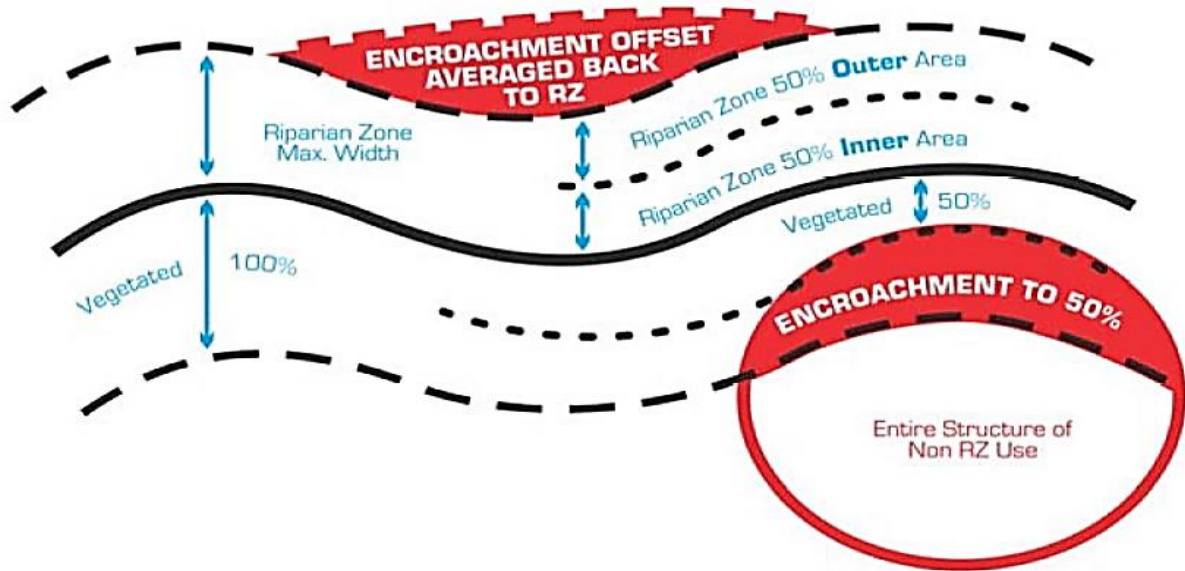 ENCROACHMENT OFFSET
AVERAGED BACK
TO RZ
Riparian Zone
Max. Width
Riparian Zone 50% Outer Area
Riparian Zone 50% Inner Area
Vegetated 50%
Vegetated 100%
ENCROACHMENT TO 50%
Entire Structure of
Non RZ Use